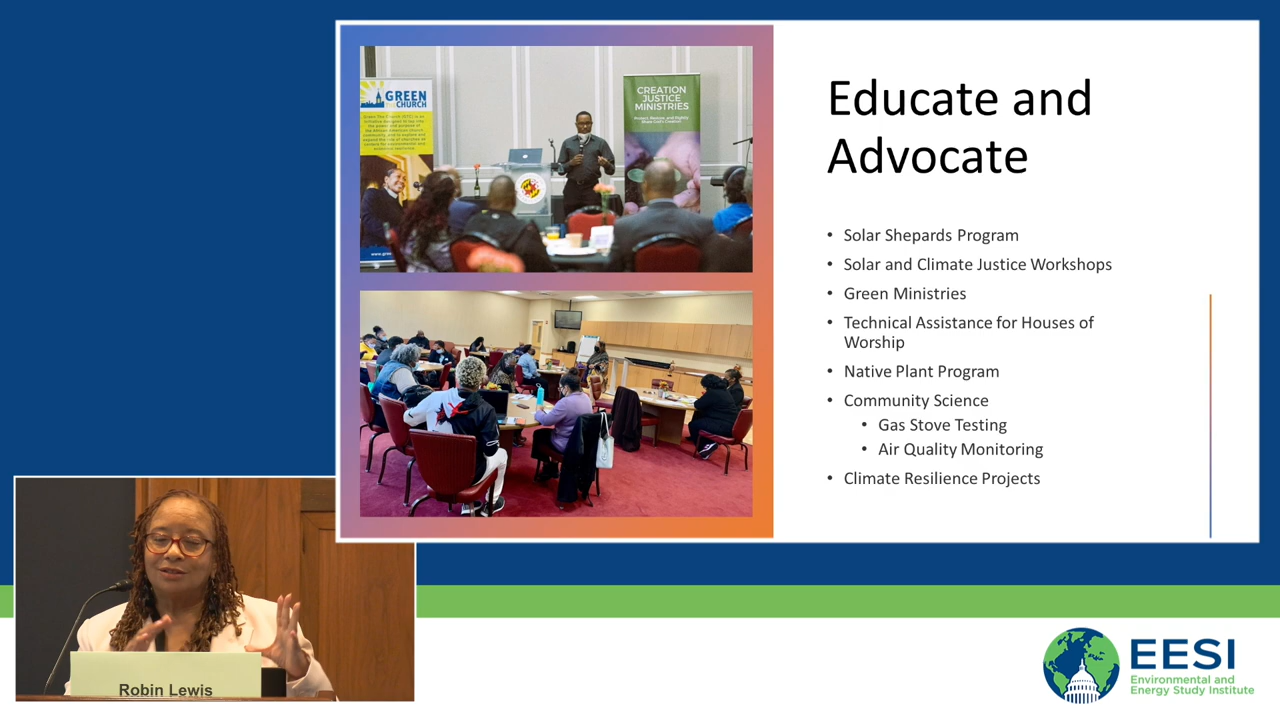 GREEN
THE CHURCH
CREATION
JUSTICE
MINISTRIES
Educate and
Advocate
• Solar Shepards Program
• Solar and Climate Justice Workshops
• Green Ministries
• Technical Assistance for Houses of
Worship
• Native Plant Program
• Community Science
• Gas Stove Testing
• Air Quality Monitoring
• Climate Resilience Projects
Robin Lewis
EESI
Environmental and
Energy Study Institute